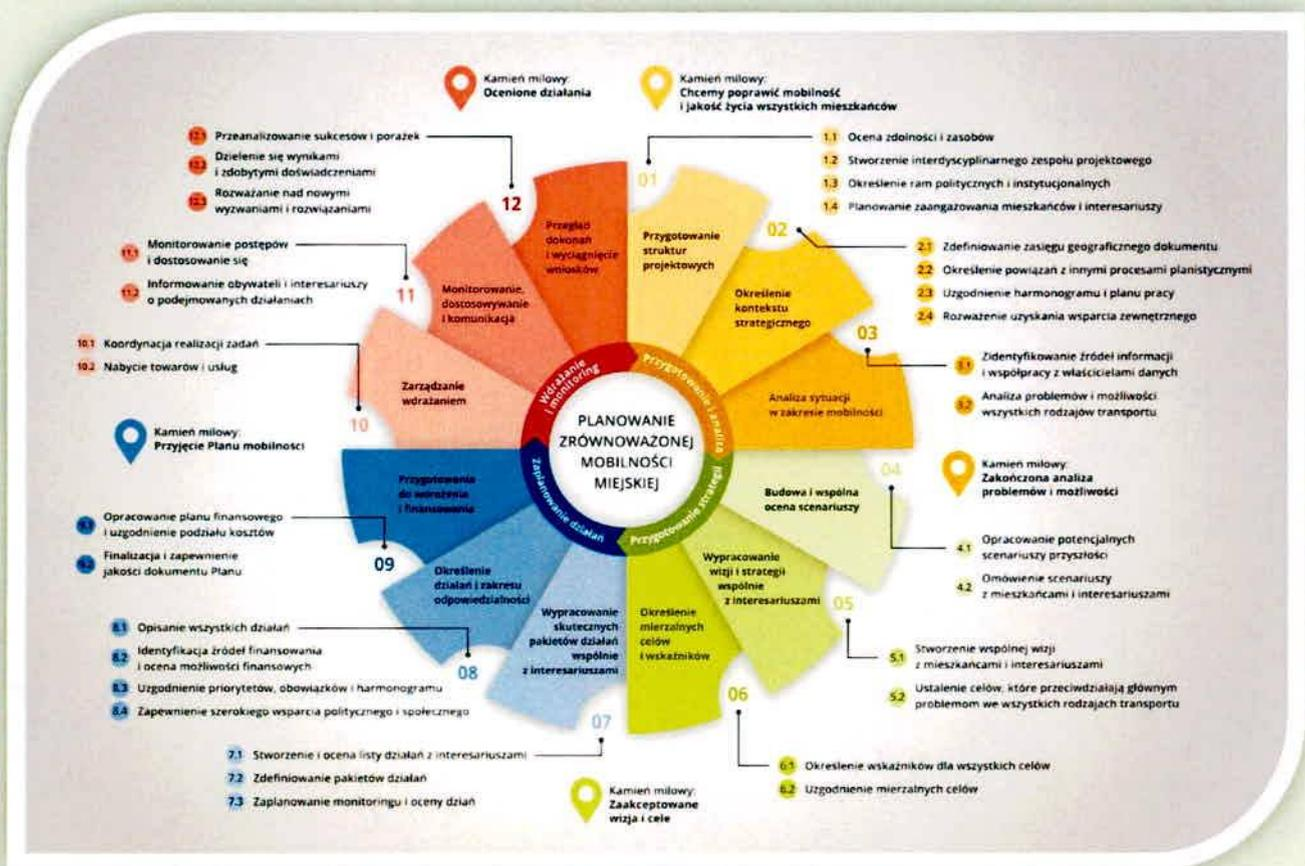 Kamień milowy:
Ocenione działania
Kamień milowy:
Chcemy poprawić mobilność
i jakość życia wszystkich mieszkańców
12.1 Przeanalizowanie sukcesów i porażek
12.2 Dzielenie się wynikami
i zdobytymi doświadczeniami
12.3 Rozważanie nad nowymi
wyzwaniami i rozwiązaniami
11.1 Monitorowanie postępów
i dostosowanie się
11.2 Informowanie obywateli i interesariuszy
o podejmowanych działaniach
10.1 Koordynacja realizacji zadań
10.2 Nabycie towarów i usług
Kamień milowy:
Przyjęcie Planu mobilności
9.1 Opracowanie planu finansowego
i uzgodnienie podziału kosztów
9.2 Finalizacja i zapewnienie
jakości dokumentu Planu
8.1 Opisanie wszystkich działań
8.2 Identyfikacja źródeł finansowania
i ocena możliwości finansowych
8.3 Uzgodnienie priorytetów, obowiązków i harmonogramu
8.4 Zapewnienie szerokiego wsparcia politycznego i społecznego
7.1 Stworzenie i ocena listy działań z interesariuszami
7.2 Zdefiniowanie pakietów działań
7.3 Zaplanowanie monitoringu i oceny dziań
Kamień milowy:
Zaakceptowane
wizja i cele
1.1 Ocena zdolności i zasobów
1.2 Stworzenie interdyscyplinarnego zespołu projektowego
1.3 Określenie ram politycznych i instytucjonalnych
1.4 Planowanie zaangażowania mieszkańców i interesariuszy
2.1 Zdefiniowanie zasięgu geograficznego dokumentu
2.2 Określenie powiązań z innymi procesami planistycznymi
2.3 Uzgodnienie harmonogramu i planu pracy
2.4 Rozważenie uzyskania wsparcia zewnętrznego
3.1 Zidentyfikowanie źródeł informacji
i współpracy z właścicielami danych
3.2 Analiza problemów i możliwości
wszystkich rodzajów transportu
Kamień milowy:
Zakończona analiza
problemów i możliwości
4.1 Opracowanie potencjalnych
scenariuszy przyszłości
4.2 Omówienie scenariuszy
z mieszkańcami i interesariuszami
5.1 Stworzenie wspólnej wizji
z mieszkańcami i interesariuszami
5.2 Ustalenie celów, które przeciwdziałają głównym
problemom we wszystkich rodzajach transportu
6.1 Określenie wskaźników dla wszystkich celów
6.2 Uzgodnienie mierzalnych celów
01
Przygotowanie
struktur
projektowych
02
Określenie
kontekstu
strategicznego
03
Analiza sytuacji
w zakresie mobilności
04
Budowa i wspólna
ocena scenariuszy
05
Wypracowanie
wizji i strategii
wspólnie
z interesariuszami
06
Określenie
mierzalnych
celów
i wskaźników
07
Wypracowanie
skutecznych
pakietów działań
wspólnie
z interesariuszami
08
Określenie
działań i zakresu
odpowiedzialności
09
Przygotowania
do wdrożenia
i finansowania
10
Zarządzanie
wdrażaniem
11
Monitorowanie,
dostosowywanie
i komunikacja
12
Przegląd
dokonań
i wyciągnięcie
wniosków
Przygotowanie i analiza
Przygotowanie strategii
Zaplanowanie działań
Wdrażanie
i monitoring
PLANOWANIE
ZRÓWNOWAŻONEJ
MOBILNOŚCI
MIEJSKIEJ